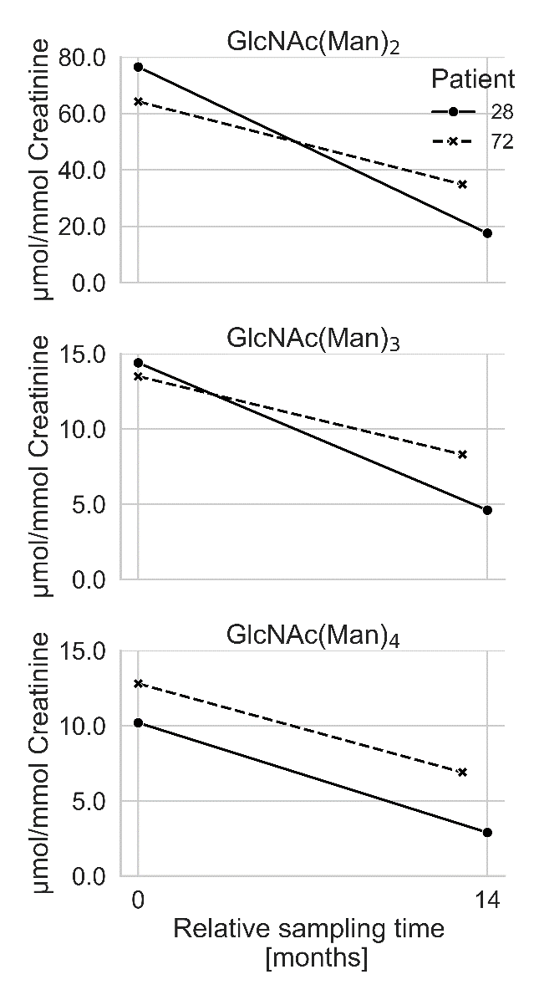 GlcNAc(Man)₂
µmol/mmol Creatinine
80.0
60.0
40.0
20.0
0.0
Patient
28
72
GlcNAc(Man)₃
µmol/mmol Creatinine
15.0
10.0
5.0
0.0
GlcNAc(Man)₄
µmol/mmol Creatinine
15.0
10.0
5.0
0.0
0
14
Relative sampling time
[months]